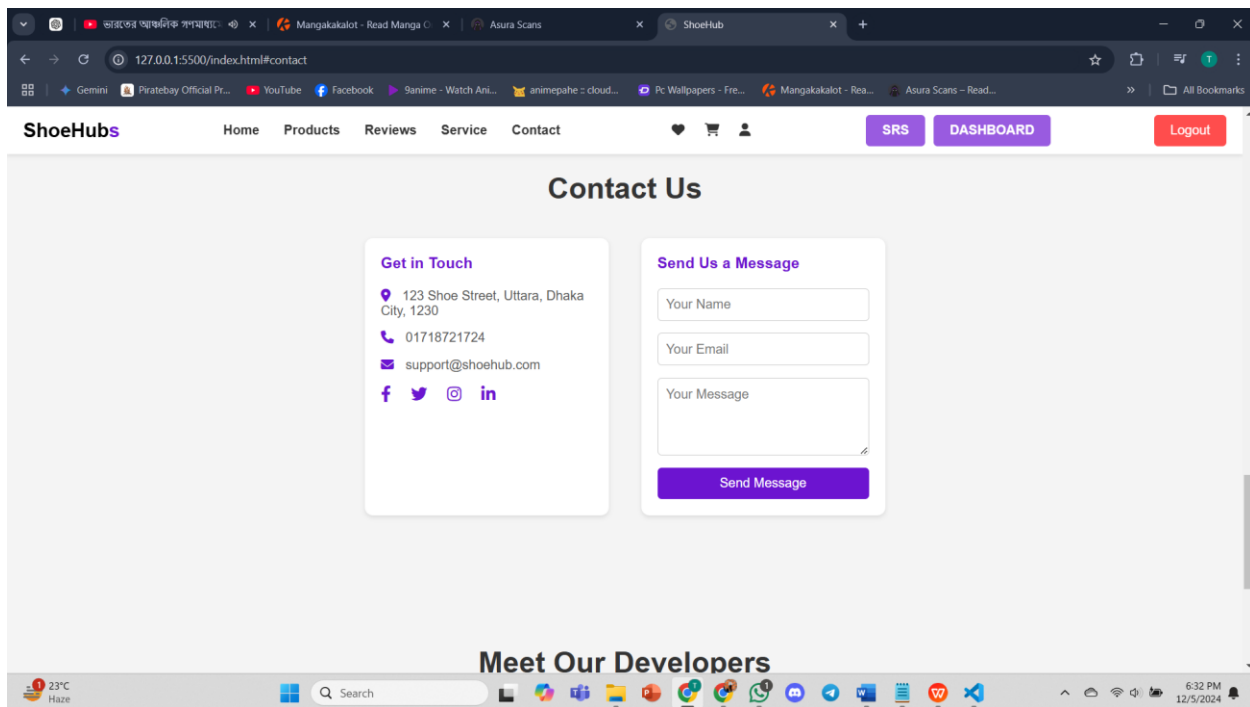 ভারতের আঞ্চলিক
Mangakakalot - Read Manga
Asura Scans
ShoeHub
127.0.0.1:5500/index.html#contact
T
Gemini
Piratebay Official Pr...
YouTube
Facebook
9anime - Watch Ani...
animepahe :: cloud...
Pc Wallpapers - Fre...
Mangakakalot - Rea...
Asura Scans – Read...
»
All Bookmarks
ShoeHubs
Home Products Reviews Service Contact
SRS
DASHBOARD
Logout
Contact Us
Get in Touch
123 Shoe Street, Uttara, Dhaka
City, 1230
01718721724
support@shoehub.com
Send Us a Message
Your Name
Your Email
Your Message
Send Message
Meet Our Developers
1
23°C
Haze
Search
6:32 PM
12/5/2024